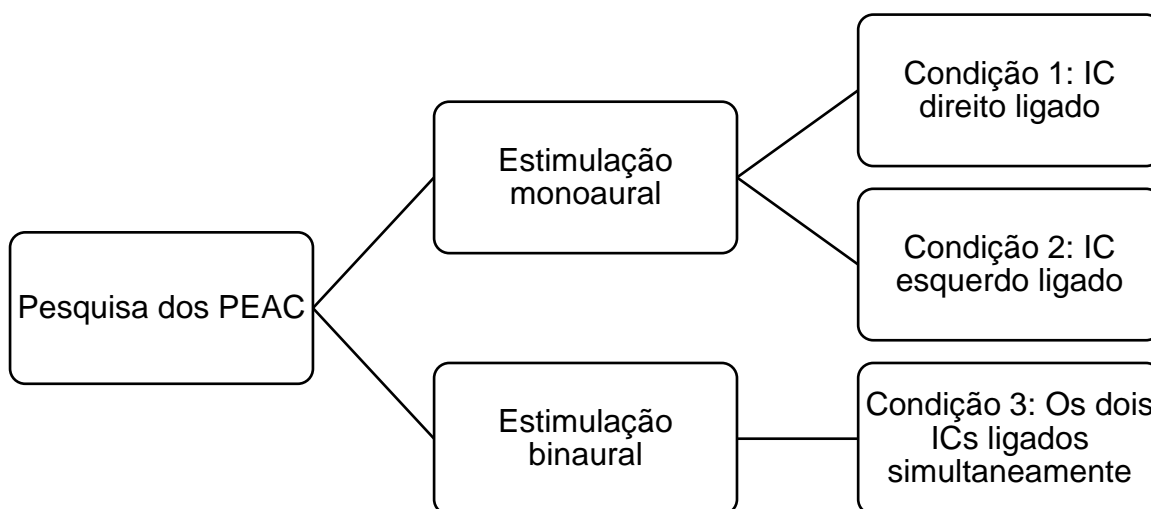 Pesquisa dos PEAC
Estimulação
monoaural
Condição 1: IC
direito ligado
Condição 2: IC
esquerdo ligado
Estimulação
binaural
Condição 3: Os dois
ICs ligados
simultaneamente